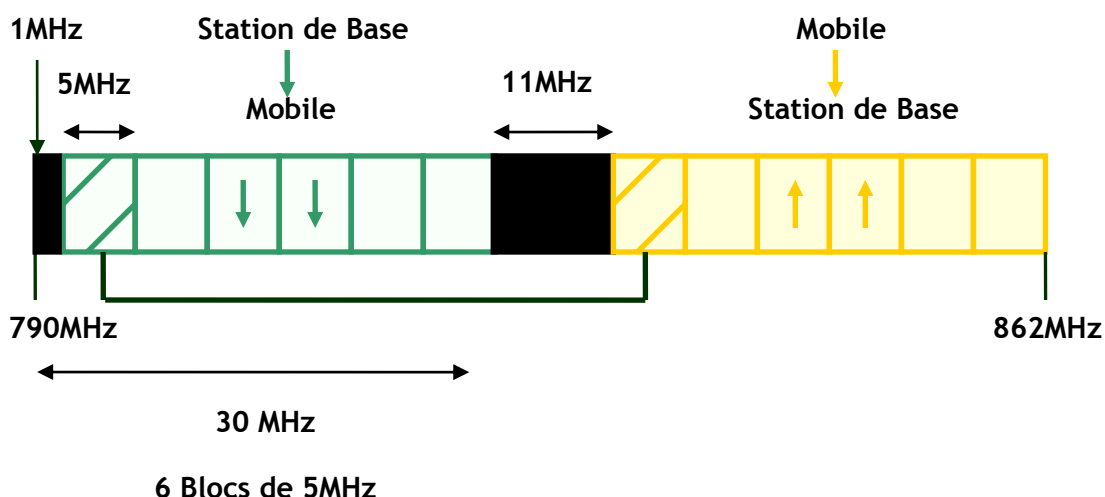 1MHz
Station de Base
Mobile
5MHz
11MHz
Mobile
Station de Base
790MHz
862MHz
30 MHz
6 Blocs de 5MHz